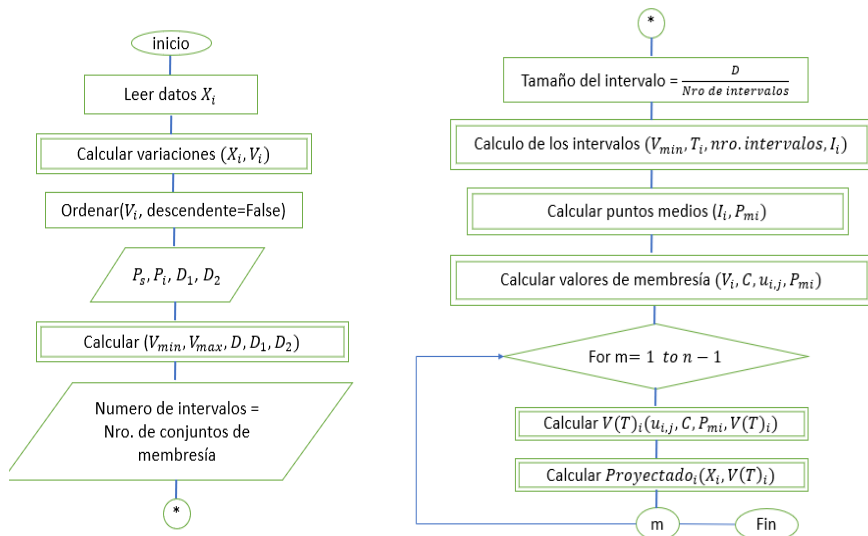 inicio
Leer datos X_i
Calcular variaciones (X_i, V_i)
Ordenar(V_i, descendente=False)
P_s, P_i, D_1, D_2
Calcular (V_min, V_max, D, D_1, D_2)
Numero de intervalos =
Nro. de conjuntos de
membresía
*
*
Tamaño del intervalo = D / Nro de intervalos
Calculo de los intervalos (V_min, T_i, nro. intervalos, I_i)
Calcular puntos medios (I_i, P_mi)
Calcular valores de membresía (V_i, C, u_i,j, P_mi)
For m= 1 to n − 1
Calcular V(T)_i(u_i,j, C, P_mi, V(T)_i)
Calcular Proyectado_i(X_i, V(T)_i)
m
Fin